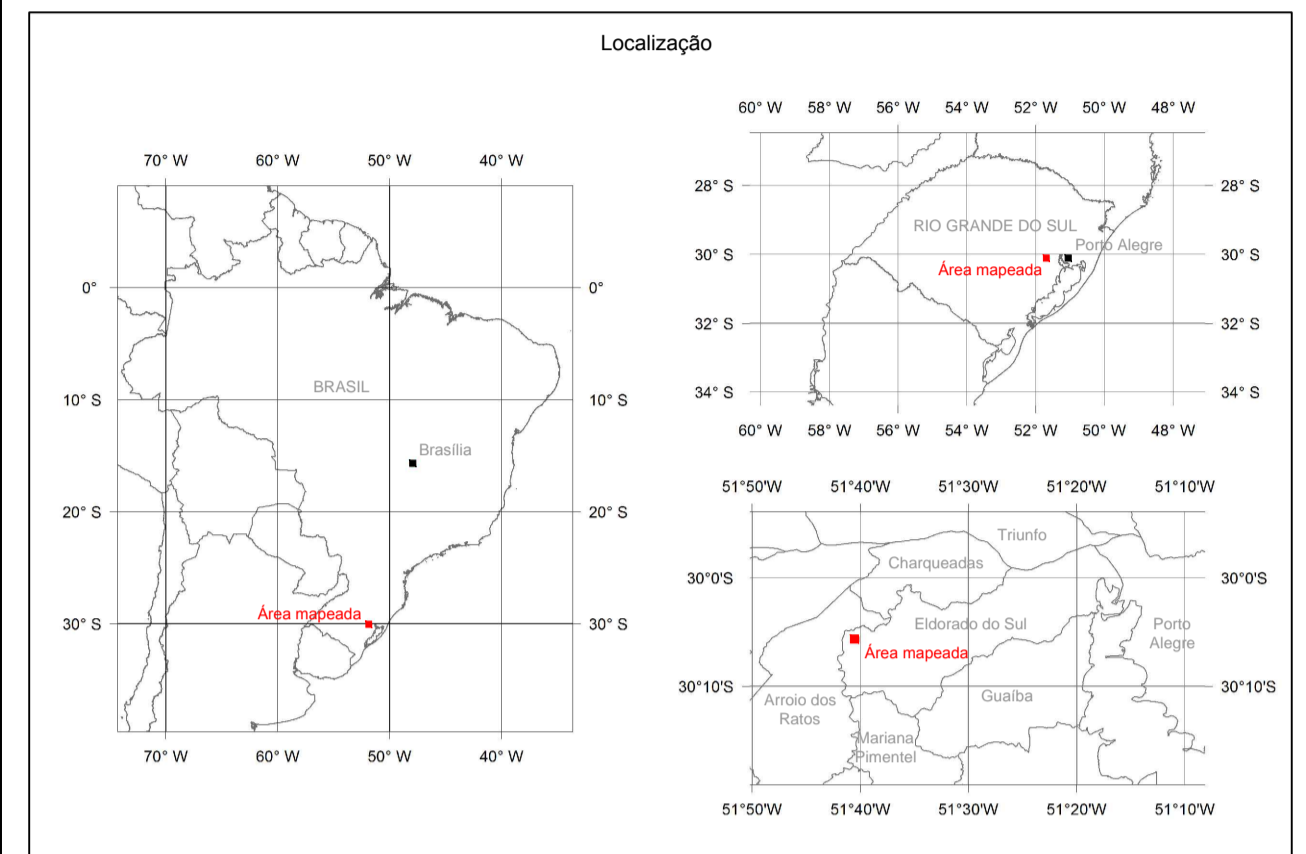 Localização
70° W 60° W 50° W 40° W
0° 0°
BRASIL
10° S 10° S
Brasília
20° S 20° S
Área mapeada
30° S 30° S
70° W 60° W 50° W 40° W
60° W 58° W 56° W 54° W 52° W 50° W 48° W
28° S 28° S
RIO GRANDE DO SUL
Porto Alegre
30° S 30° S
Área mapeada
32° S 32° S
34° S 34° S
60° W 58° W 56° W 54° W 52° W 50° W 48° W
51°50'W 51°40'W 51°30'W 51°20'W 51°10'W
Triunfo
Charqueadas
30°0'S 30°0'S
Eldorado do Sul
Porto
Alegre
Área mapeada
30°10'S 30°10'S
Guaíba
Arroio dos
Ratos
Mariana
Pimentel
51°50'W 51°40'W 51°30'W 51°20'W 51°10'W